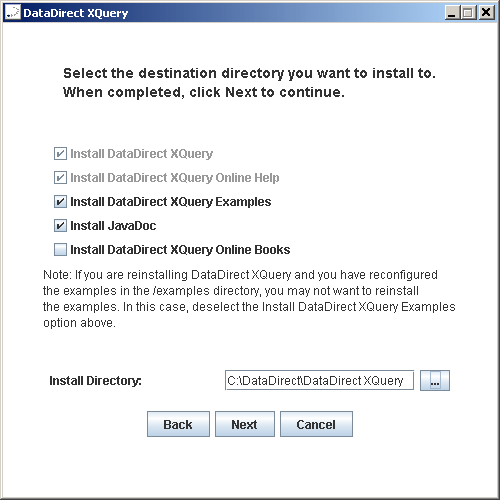 DataDirect XQuery
Select the destination directory you want to install to.
When completed, click Next to continue.
Install DataDirect XQuery
Install DataDirect XQuery Online Help
Install DataDirect XQuery Examples
Install JavaDoc
Install DataDirect XQuery Online Books
Note: If you are reinstalling DataDirect XQuery and you have reconfigured
the examples in the /examples directory, you may not want to reinstall
the examples. In this case, deselect the Install DataDirect XQuery Examples
option above.
Install Directory: C:\DataDirect\DataDirect XQuery ...
Back Next Cancel